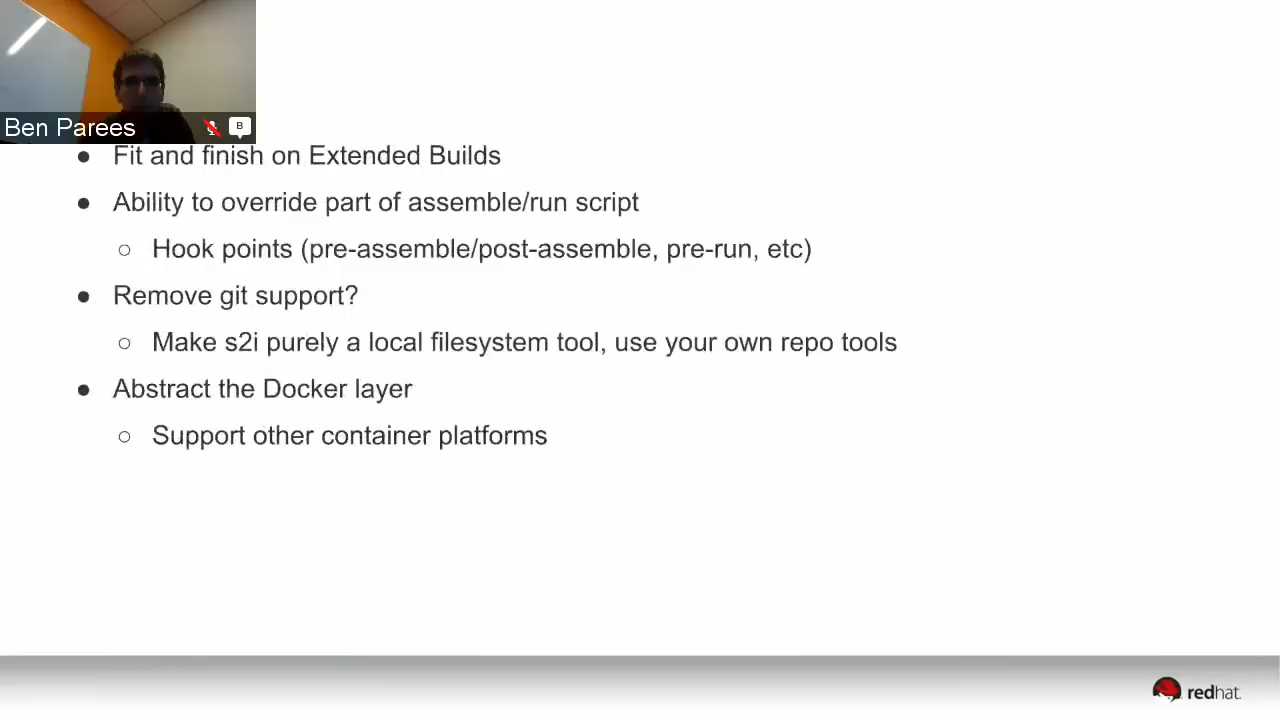 Ben Parees
B
● Fit and finish on Extended Builds
● Ability to override part of assemble/run script
○ Hook points (pre-assemble/post-assemble, pre-run, etc)
● Remove git support?
○ Make s2i purely a local filesystem tool, use your own repo tools
● Abstract the Docker layer
○ Support other container platforms
redhat.